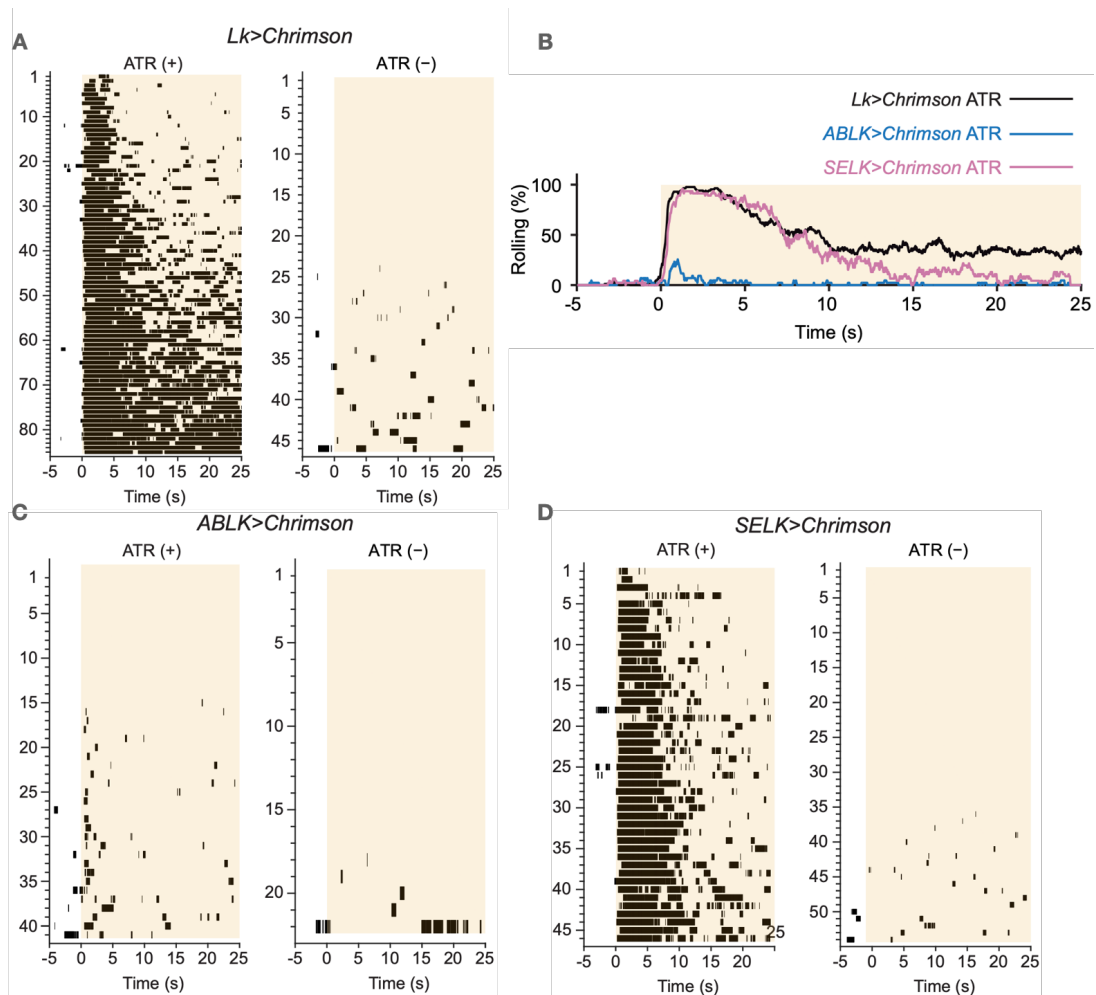 A
Lk>Chrimson
ATR (+)
ATR (−)
1
10
20
30
40
50
60
70
80
-5 0 5 10 15 20 25
Time (s)
1
5
10
15
20
25
30
35
40
45
-5 0 5 10 15 20 25
Time (s)
B
Lk>Chrimson ATR
ABLK>Chrimson ATR
SELK>Chrimson ATR
Rolling (%)
100
50
0
-5 0 5 10 15 20 25
Time (s)
C
ABLK>Chrimson
ATR (+)
ATR (−)
1
5
10
15
20
25
30
35
40
-5 0 5 10 15 20 25
Time (s)
1
5
10
15
20
-5 0 5 10 15 20 25
Time (s)
D
SELK>Chrimson
ATR (+)
ATR (−)
1
5
10
15
20
25
30
35
40
45
25
-5 0 5 10 15 20 25
Time (s)
1
5
10
15
20
25
30
35
40
45
50
-5 0 5 10 15 20 25
Time (s)